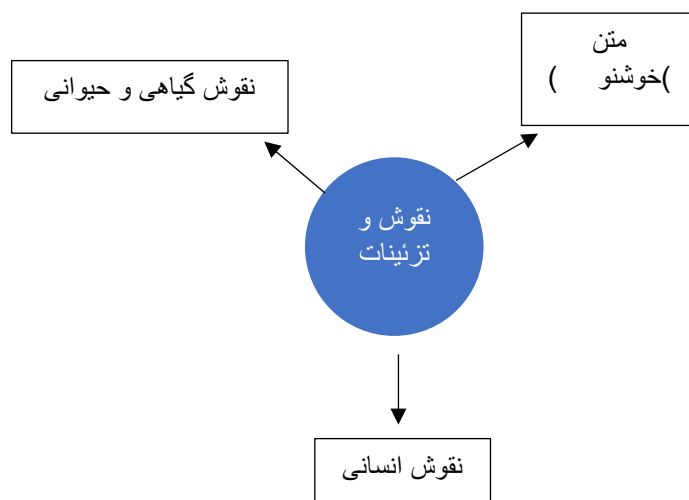 متن
)خوشنو (
نقوش گیاهی و حیوانی
نقوش و
تزئینات
نقوش انسانی